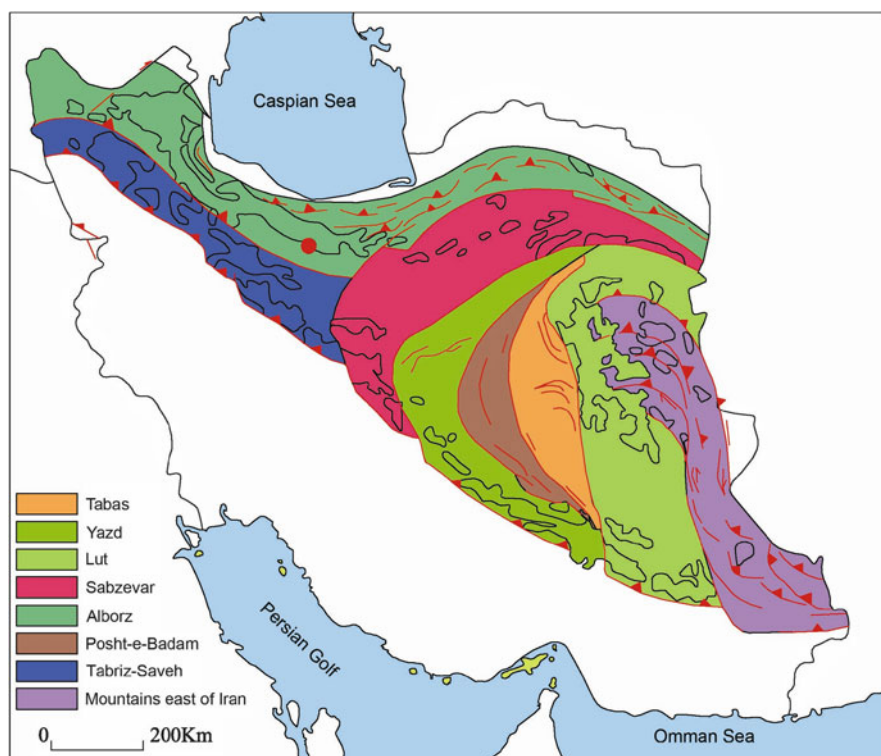 Caspian Sea
Tabas
Yazd
Lut
Sabzevar
Alborz
Posht-e-Badam
Tabriz-Saveh
Mountains east of Iran
0 200Km
Persian Golf
Omman Sea